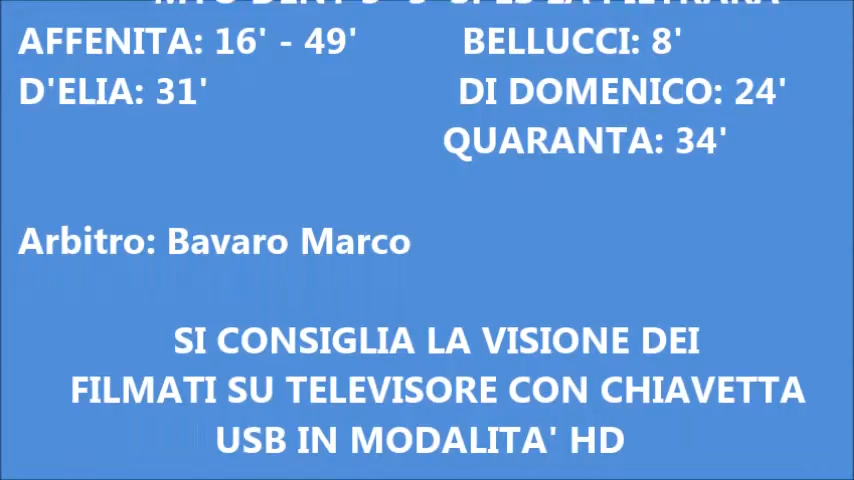 AFFENITA: 16' - 49' BELLUCCI: 8'
D'ELIA: 31' DI DOMENICO: 24'
QUARANTA: 34'
Arbitro: Bavaro Marco
SI CONSIGLIA LA VISIONE DEI
FILMATI SU TELEVISORE CON CHIAVETTA
USB IN MODALITA' HD